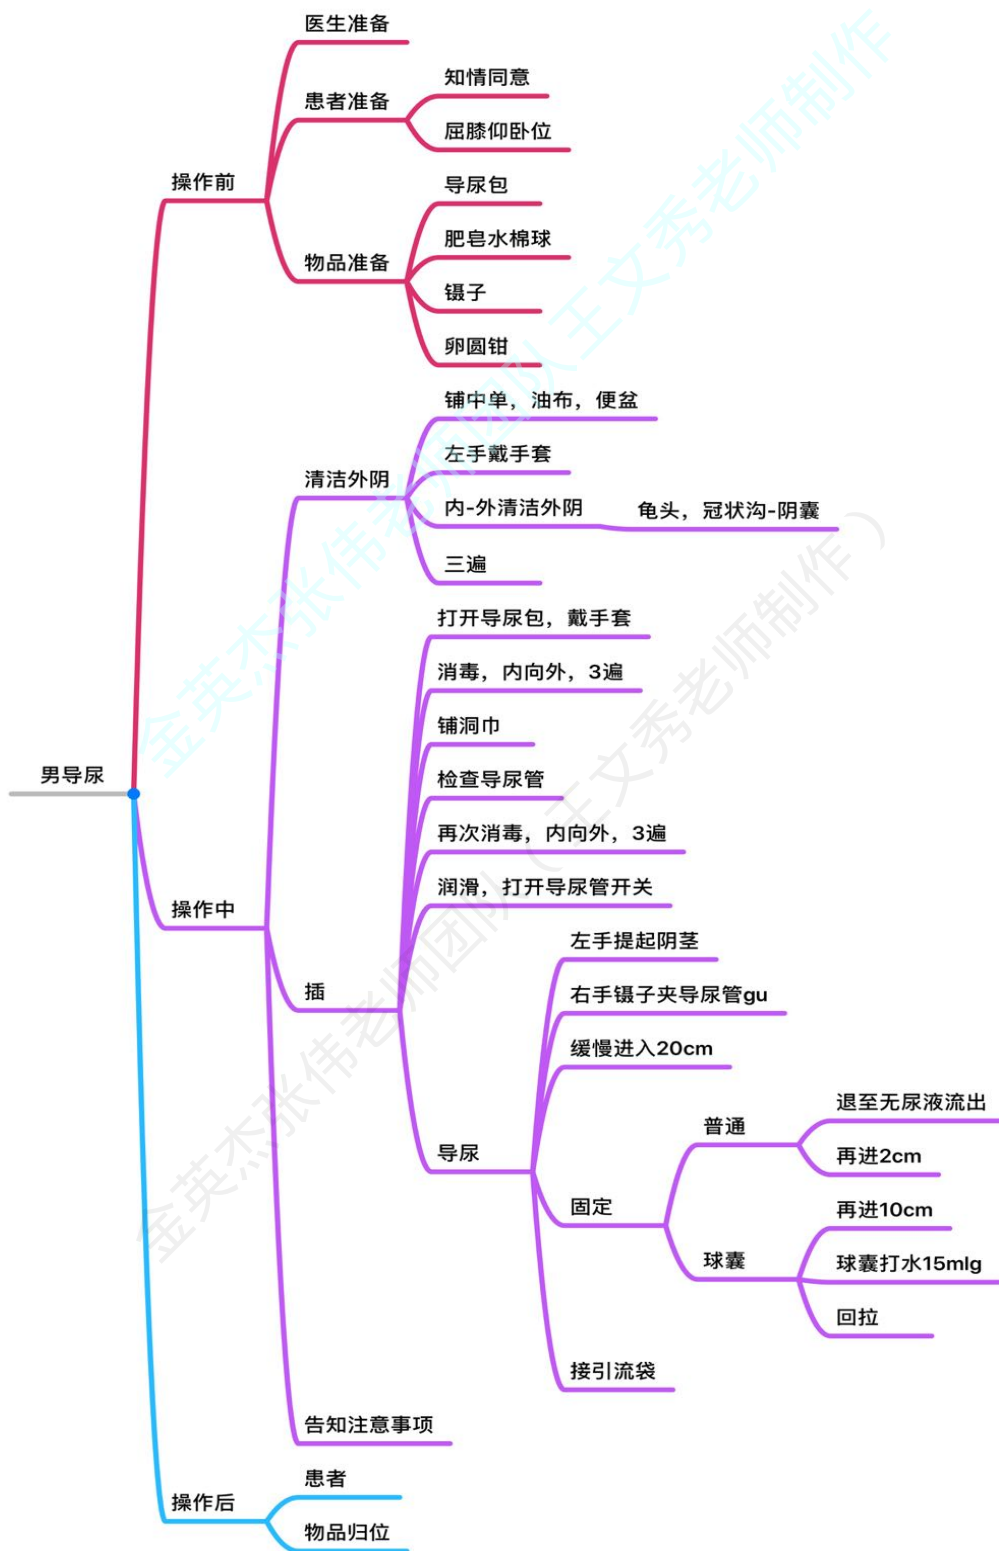 医生准备
知情同意
患者准备
屈膝仰卧位
操作前
导尿包
肥皂水棉球
物品准备
镊子
卵圆钳
铺中单，油布，便盆
左手戴手套
清洁外阴
内-外清洁外阴
龟头，冠状沟-阴囊
三遍
打开导尿包，戴手套
消毒，内向外，3遍
铺洞巾
男导尿
检查导尿管
再次消毒，内向外，3遍
润滑，打开导尿管开关
操作中
左手提起阴茎
插
右手镊子夹导尿管gu
缓慢进入20cm
导尿
普通
退至无尿液流出
再进2cm
固定
再进10cm
球囊
球囊打水15mlg
回拉
接引流袋
告知注意事项
患者
操作后
物品归位
金英杰张伟老师团队王文秀老师制作
金英杰张伟老师团队（王文秀老师制作）